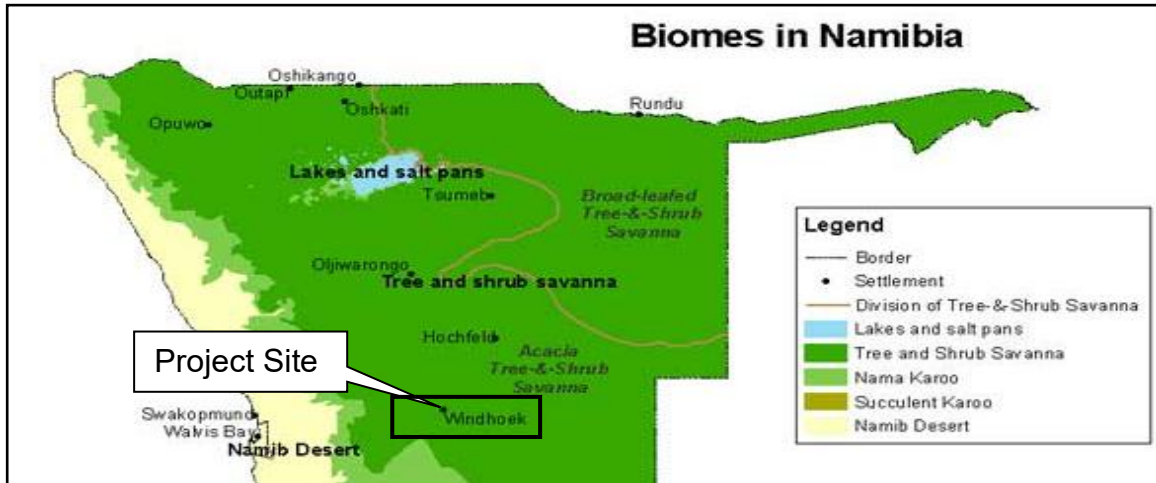 Biomes in Namibia
Oshikango
Outapi
Oshkati
Rundu
Opuwo
Lakes and salt pans
Tsumeb
Broad-leafed
Tree-&-Shrub
Savanna
Otjiwarongo
Tree and shrub savanna
Hochfeld
Acacia
Tree-&-Shrub
Savanna
Project Site
Windhoek
Swakopmund
Walvis Bay
Namib Desert
Legend
Border
Settlement
Division of Tree-&-Shrub Savanna
Lakes and salt pans
Tree and Shrub Savanna
Nama Karoo
Succulent Karoo
Namib Desert